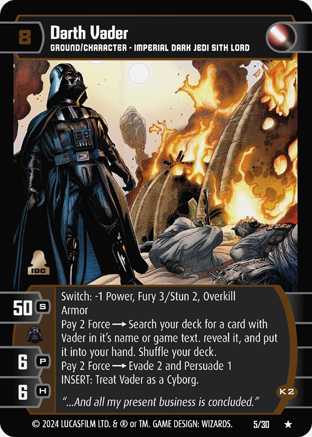 8
Darth Vader
GROUND/CHARACTER - IMPERIAL DARK JEDI SITH LORD
IDC
50 S
6 P
6 H
Switch: -1 Power, Fury 3/Stun 2, Overkill
Armor
Pay 2 Force → Search your deck for a card with
Vader in it's name or game text. reveal it, and put
it into your hand. Shuffle your deck.
Pay 2 Force → Evade 2 and Persuade 1
INSERT: Treat Vader as a Cyborg.
"...And all my present business is concluded."
K 2
© 2024 LUCASFILM LTD. & ® or TM. GAME DESIGN: WIZARDS.
5/30